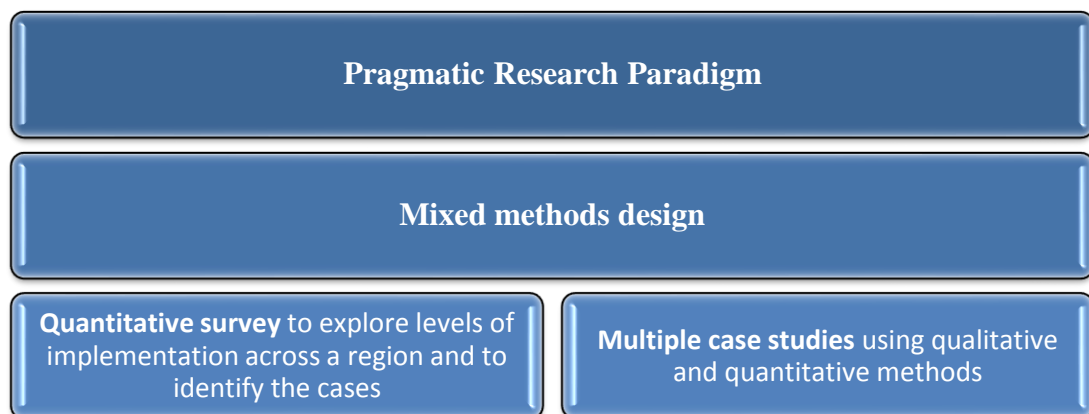 Pragmatic Research Paradigm
Mixed methods design
Quantitative survey to explore levels of
implementation across a region and to
identify the cases
Multiple case studies using qualitative
and quantitative methods